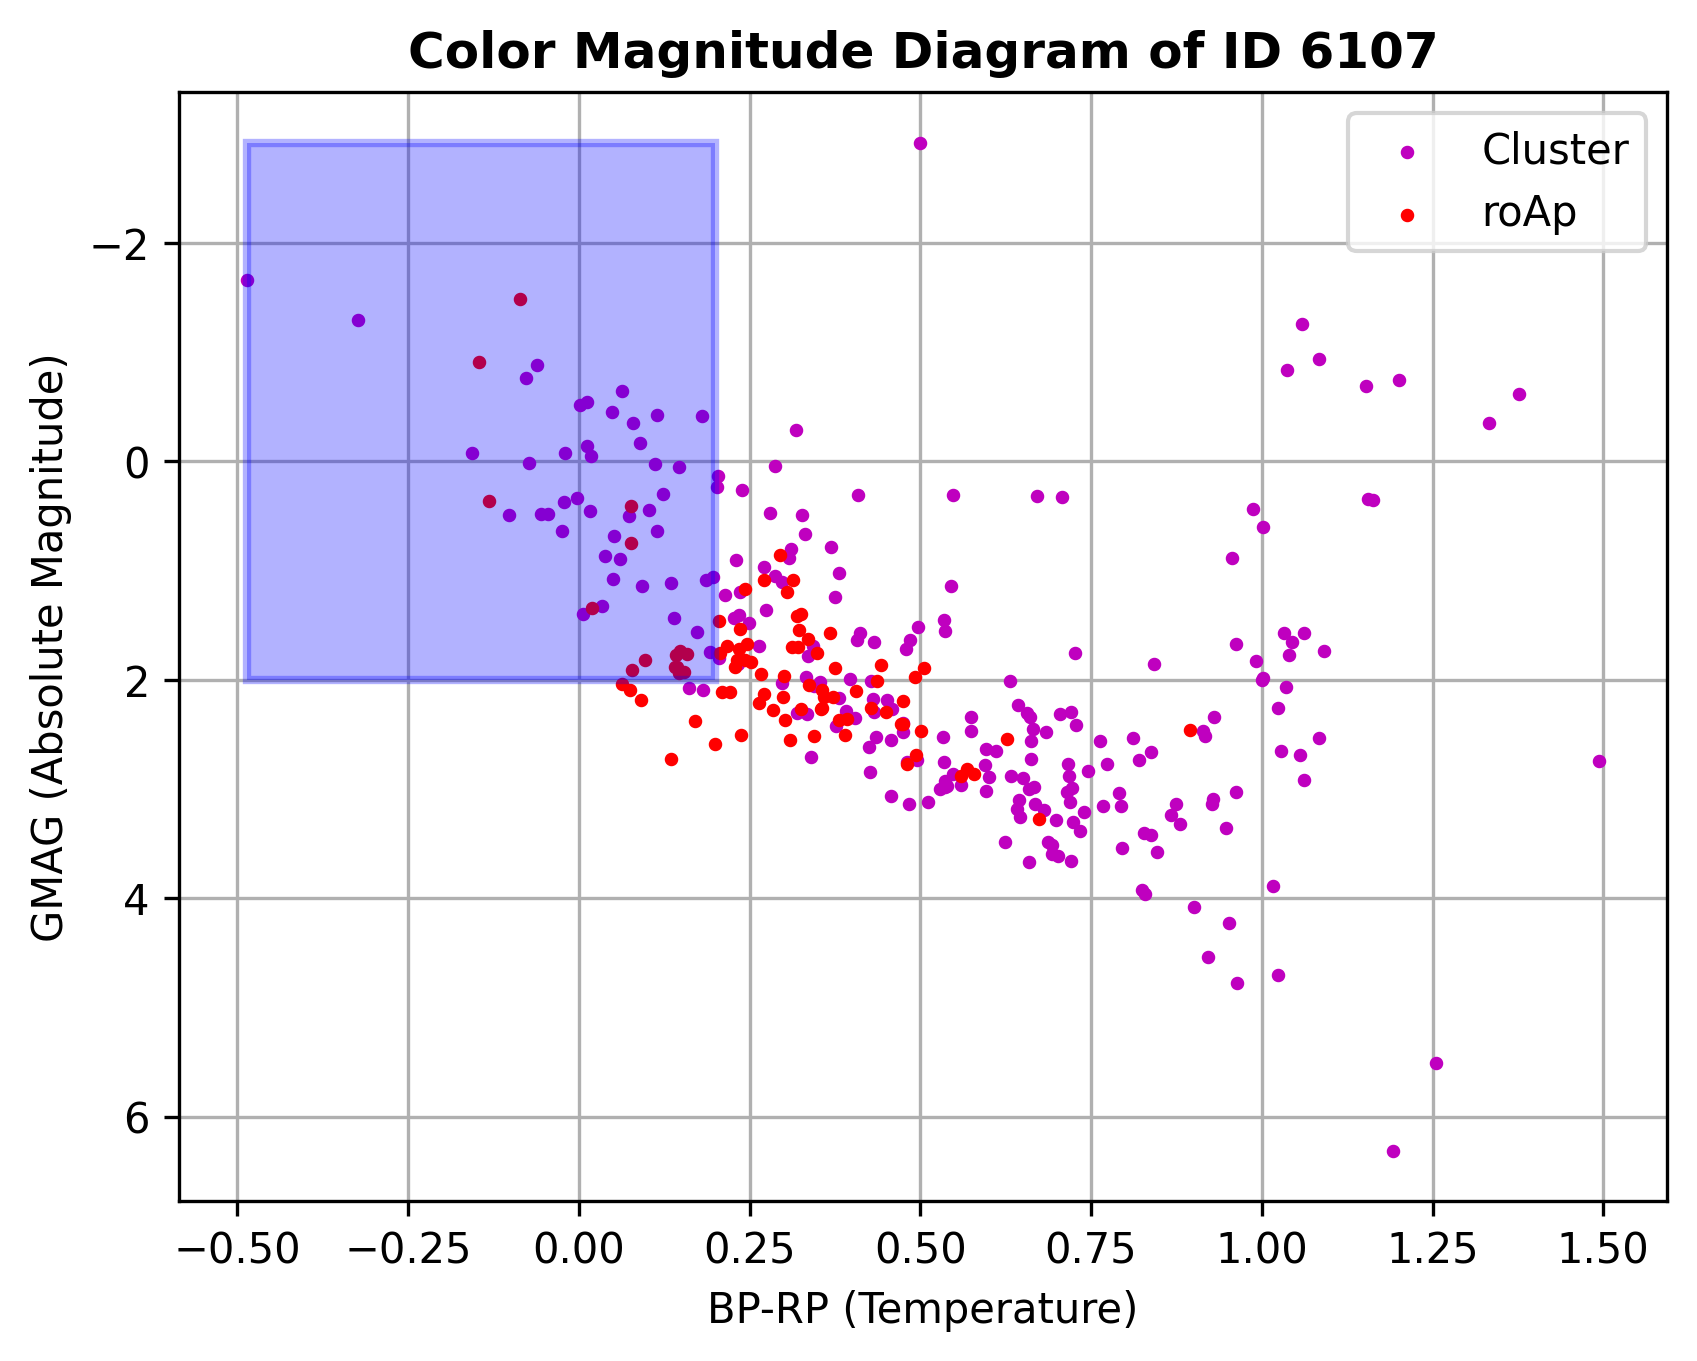 Color Magnitude Diagram of ID 6107
Cluster
roAp
−2
0
2
4
6
GMAG (Absolute Magnitude)
−0.50 −0.25 0.00 0.25 0.50 0.75 1.00 1.25 1.50
BP-RP (Temperature)